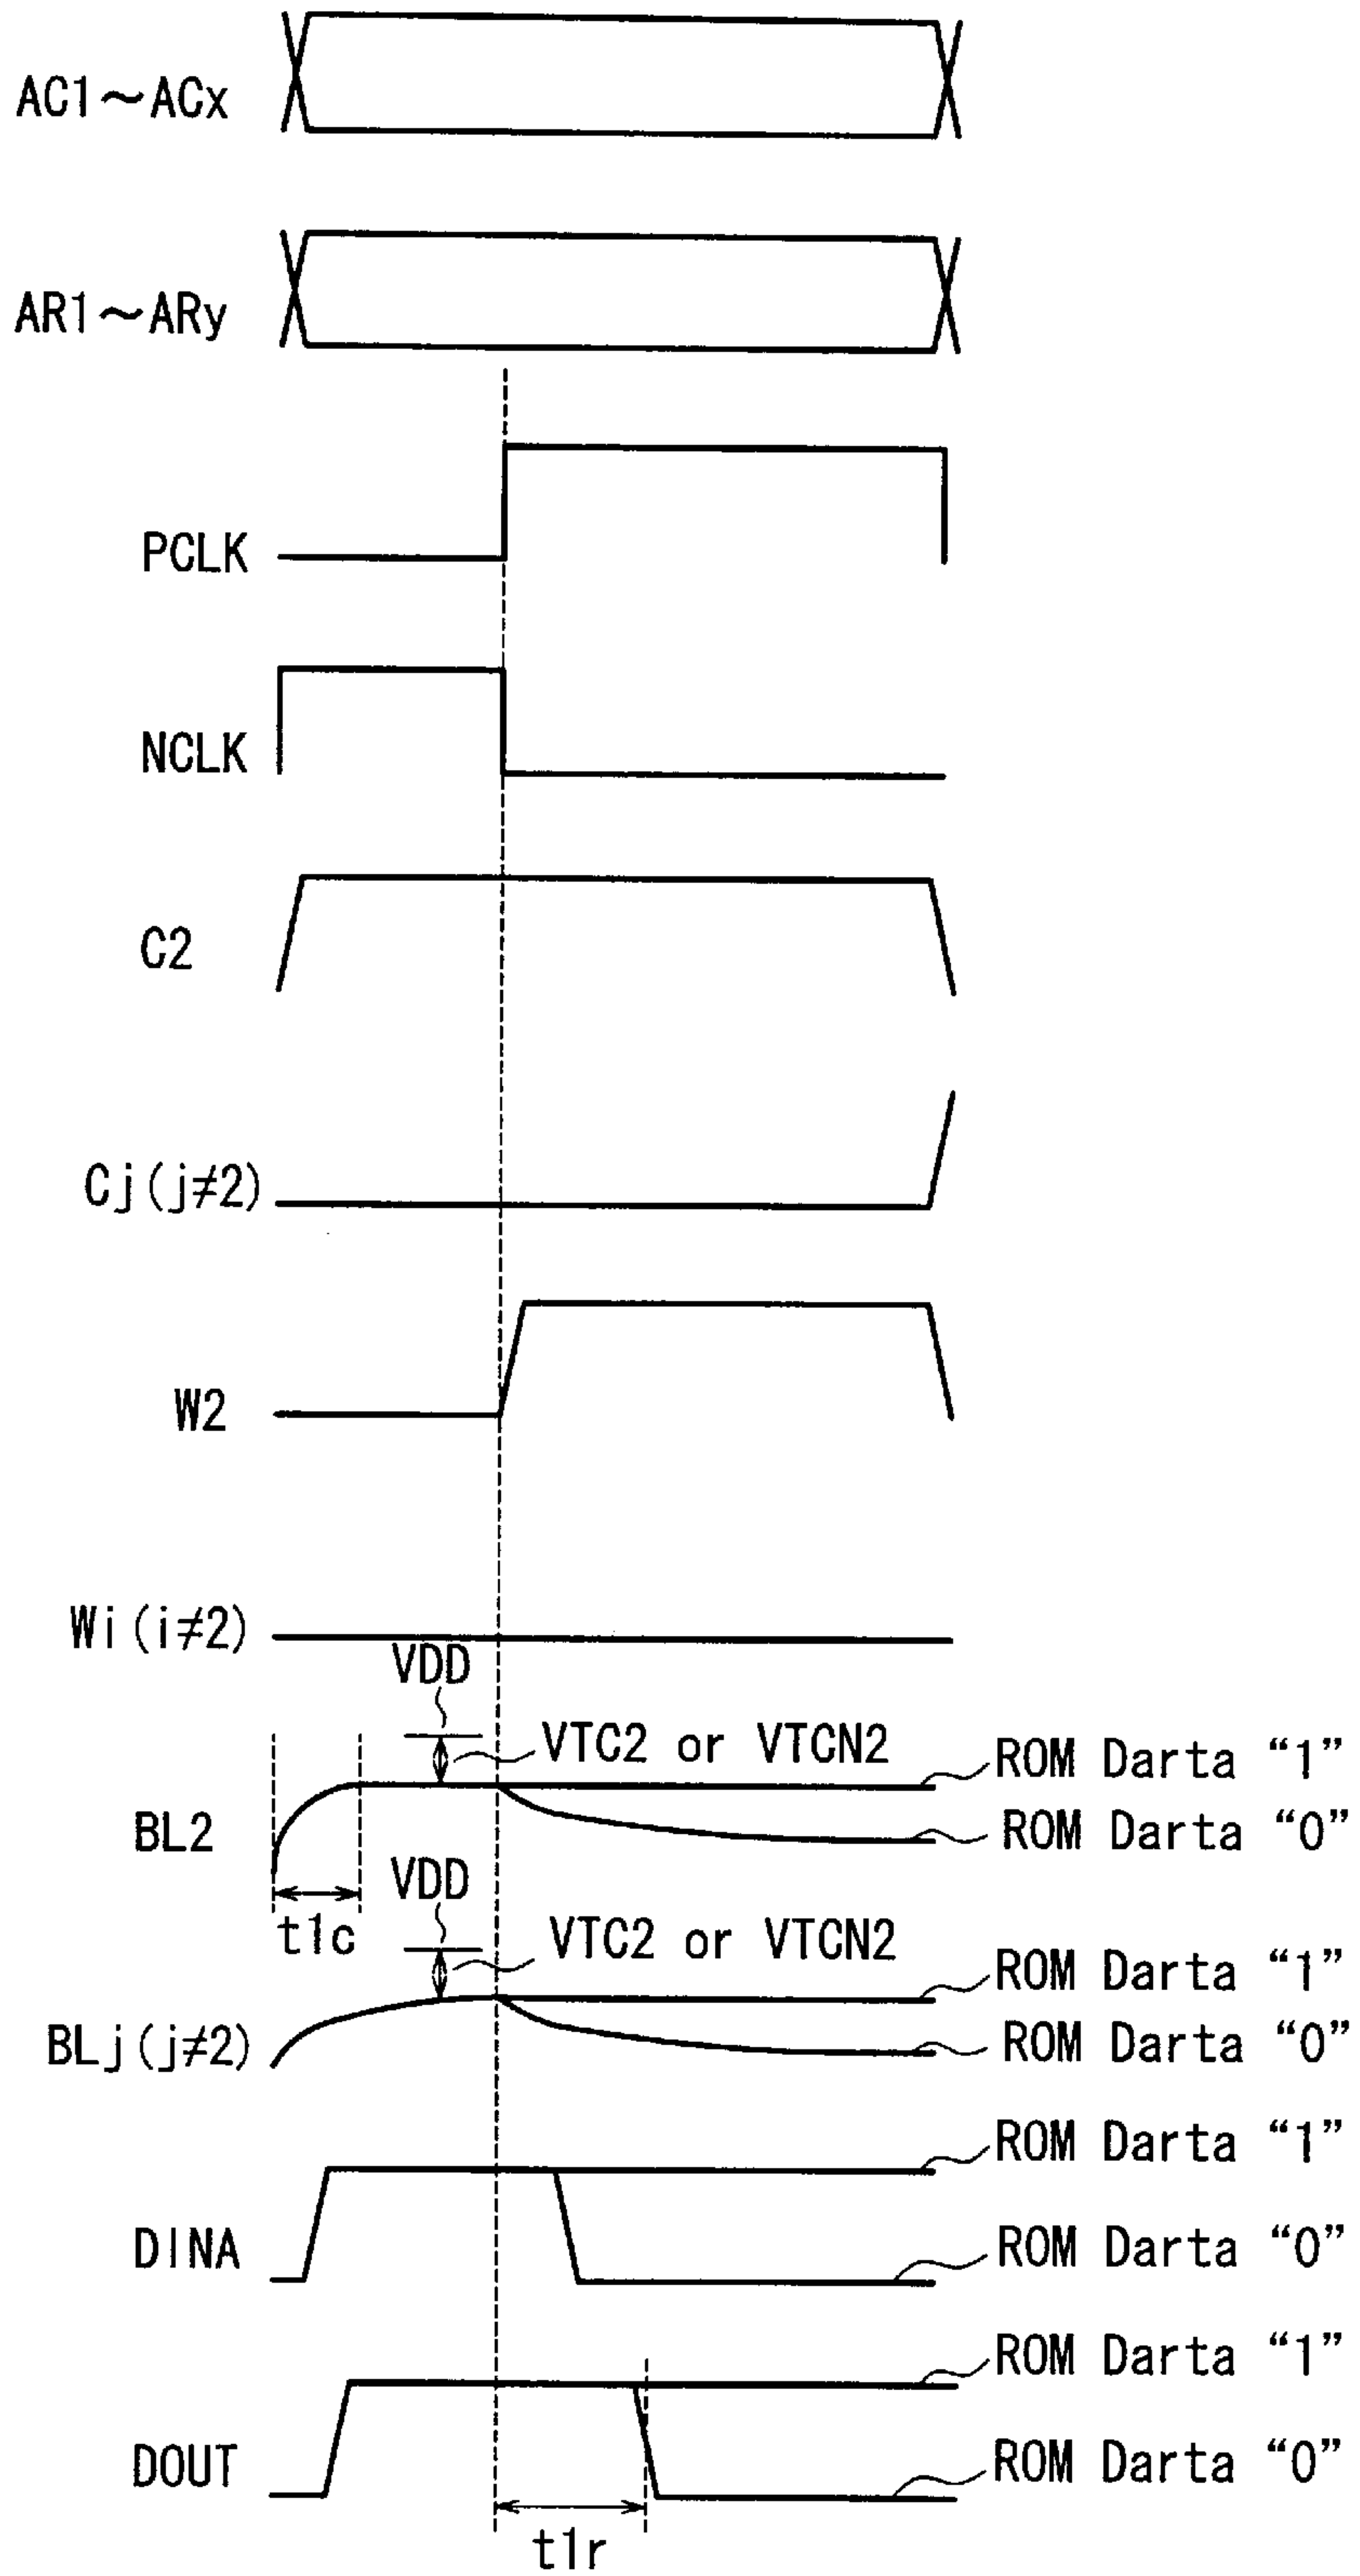 AC1~ACx
AR1~ARy
PCLK
NCLK
C2
Cj(j≠2)
W2
Wi(i≠2)
VDD
VTC2 or VTCN2
ROM Darta “1”
BL2
ROM Darta “0”
t1c
VDD
VTC2 or VTCN2
ROM Darta “1”
BLj(j≠2)
ROM Darta “0”
ROM Darta “1”
DINA
ROM Darta “0”
ROM Darta “1”
DOUT
ROM Darta “0”
t1r